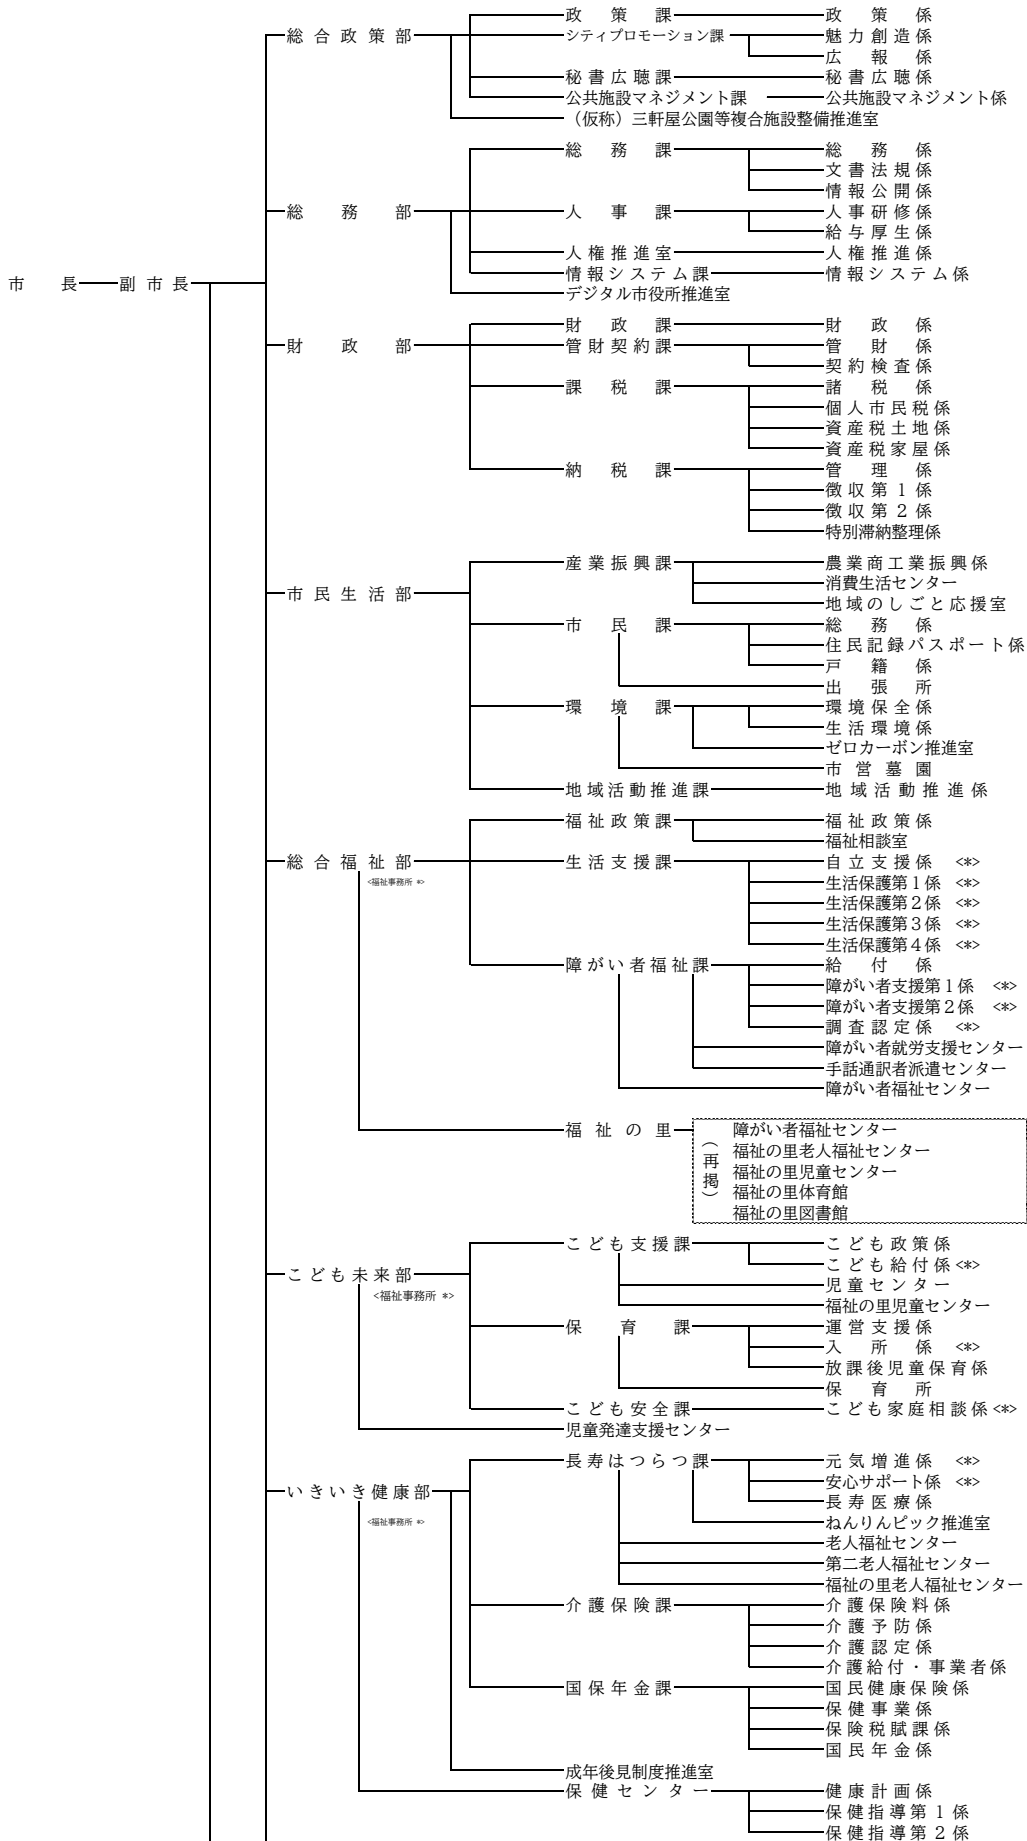 政策課 政策係
総合政策部 シティプロモーション課 魅力創造係
広報係
秘書広聴課 秘書広聴係
公共施設マネジメント課 公共施設マネジメント係
（仮称）三軒屋公園等複合施設整備推進室
総務課 総務係
文書法規係
情報公開係
総務部 人事課 人事研修係
給与厚生係
人権推進室 人権推進係
情報システム課 情報システム係
市長 副市長
デジタル市役所推進室
財政課 財政係
財政部 管財契約課 管財係
契約検査係
課税課 諸税係
個人市民税係
資産税土地係
資産税家屋係
納税課 管理係
徴収第１係
徴収第２係
特別滞納整理係
産業振興課 農業商工業振興係
消費生活センター
市民生活部
地域のしごと応援室
市民課 総務係
住民記録パスポート係
戸籍係
出張所
環境課 環境保全係
生活環境係
ゼロカーボン推進室
市営墓園
地域活動推進課 地域活動推進係
福祉政策課 福祉政策係
福祉相談室
総合福祉部 生活支援課 自立支援係 <*>
<福祉事務所 *> 生活保護第１係 <*>
生活保護第２係 <*>
生活保護第３係 <*>
生活保護第４係 <*>
障がい者福祉課 給付係
障がい者支援第１係 <*>
障がい者支援第２係 <*>
調査認定係 <*>
障がい者就労支援センター
手話通訳者派遣センター
障がい者福祉センター
福祉の里 （再掲） 障がい者福祉センター
福祉の里老人福祉センター
福祉の里児童センター
福祉の里体育館
福祉の里図書館
こども支援課 こども政策係
こども給付係<*>
こども未来部
児童センター
<福祉事務所 *>
福祉の里児童センター
保育課 運営支援係
入所係 <*>
放課後児童保育係
保育所
こども安全課 こども家庭相談係<*>
児童発達支援センター
長寿はつらつ課 元気増進係 <*>
安心サポート係 <*>
いきいき健康部
長寿医療係
<福祉事務所 *> ねんりんピック推進室
老人福祉センター
第二老人福祉センター
福祉の里老人福祉センター
介護保険課 介護保険料係
介護予防係
介護認定係
介護給付・事業者係
国保年金課 国民健康保険係
保健事業係
保険税賦課係
国民年金係
成年後見制度推進室
保健センター 健康計画係
保健指導第１係
保健指導第２係